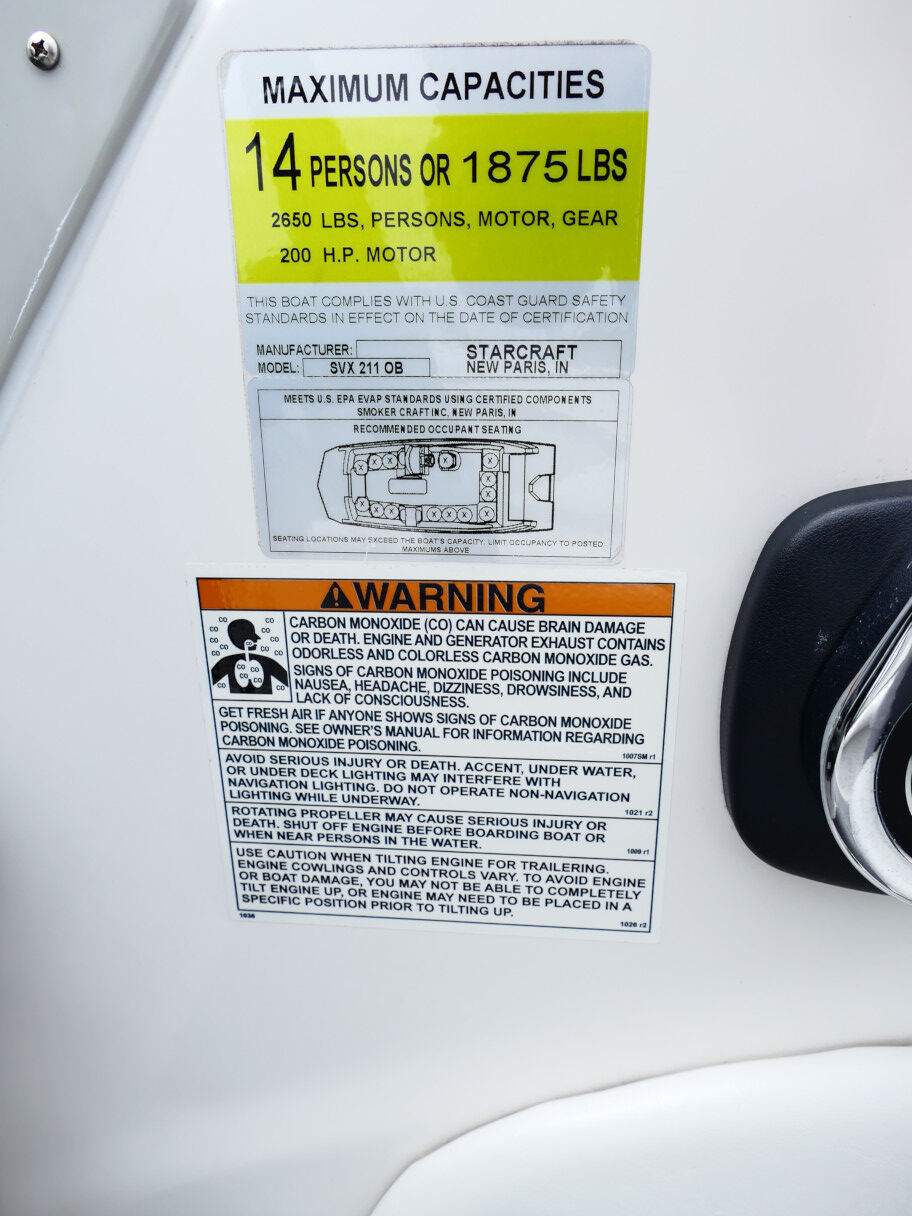 MAXIMUM CAPACITIES
14 PERSONS OR 1875 LBS
2650 LBS, PERSONS, MOTOR, GEAR
200 H.P. MOTOR
THIS BOAT COMPLIES WITH U.S. COAST GUARD SAFETY
STANDARDS IN EFFECT ON THE DATE OF CERTIFICATION
MANUFACTURER: STARCRAFT
NEW PARIS, IN
MODEL: SVX 211 OB
MEETS U.S. EPA EVAP STANDARDS USING CERTIFIED COMPONENTS
SMOKER CRAFT INC, NEW PARIS, IN
RECOMMENDED OCCUPANT SEATING
SEATING LOCATIONS MAY EXCEED THE BOAT'S CAPACITY. LIMIT OCCUPANCY TO POSTED
MAXIMUMS ABOVE
WARNING
CARBON MONOXIDE (CO) CAN CAUSE BRAIN DAMAGE
OR DEATH. ENGINE AND GENERATOR EXHAUST CONTAINS
ODORLESS AND COLORLESS CARBON MONOXIDE GAS.
SIGNS OF CARBON MONOXIDE POISONING INCLUDE
NAUSEA, HEADACHE, DIZZINESS, DROWSINESS, AND
LACK OF CONSCIOUSNESS.
GET FRESH AIR IF ANYONE SHOWS SIGNS OF CARBON MONOXIDE
POISONING. SEE OWNER'S MANUAL FOR INFORMATION REGARDING
CARBON MONOXIDE POISONING.
1007SM r1
AVOID SERIOUS INJURY OR DEATH. ACCENT, UNDER WATER,
OR UNDER DECK LIGHTING MAY INTERFERE WITH
NAVIGATION LIGHTING. DO NOT OPERATE NON-NAVIGATION
LIGHTING WHILE UNDERWAY.
1021 r2
ROTATING PROPELLER MAY CAUSE SERIOUS INJURY OR
DEATH. SHUT OFF ENGINE BEFORE BOARDING BOAT OR
WHEN NEAR PERSONS IN THE WATER.
1009 r1
USE CAUTION WHEN TILTING ENGINE FOR TRAILERING.
ENGINE COWLINGS AND CONTROLS VARY. TO AVOID ENGINE
OR BOAT DAMAGE, YOU MAY NOT BE ABLE TO COMPLETELY
TILT ENGINE UP, OR ENGINE MAY NEED TO BE PLACED IN A
SPECIFIC POSITION PRIOR TO TILTING UP.
1036
1026 r2